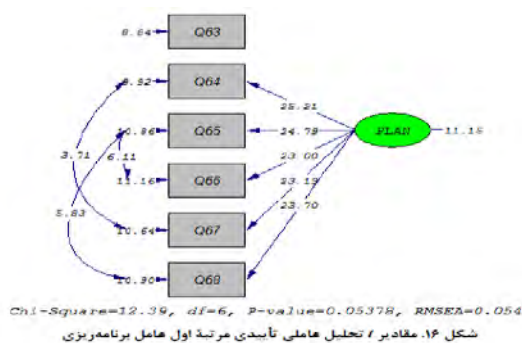 8.64 Q63
8.92 Q64
25.21
10.86 Q65
24.79
PLAN 11.15
3.71
6.11
23.00
11.16 Q66
23.19
5.83
10.64 Q67
23.70
10.90 Q68
Chi-Square=12.39, df=6, P-value=0.05378, RMSEA=0.054
شکل ۱۶. مقادیر t تحلیل عاملی تأییدی مرتبة اول عامل برنامه‌ریزی